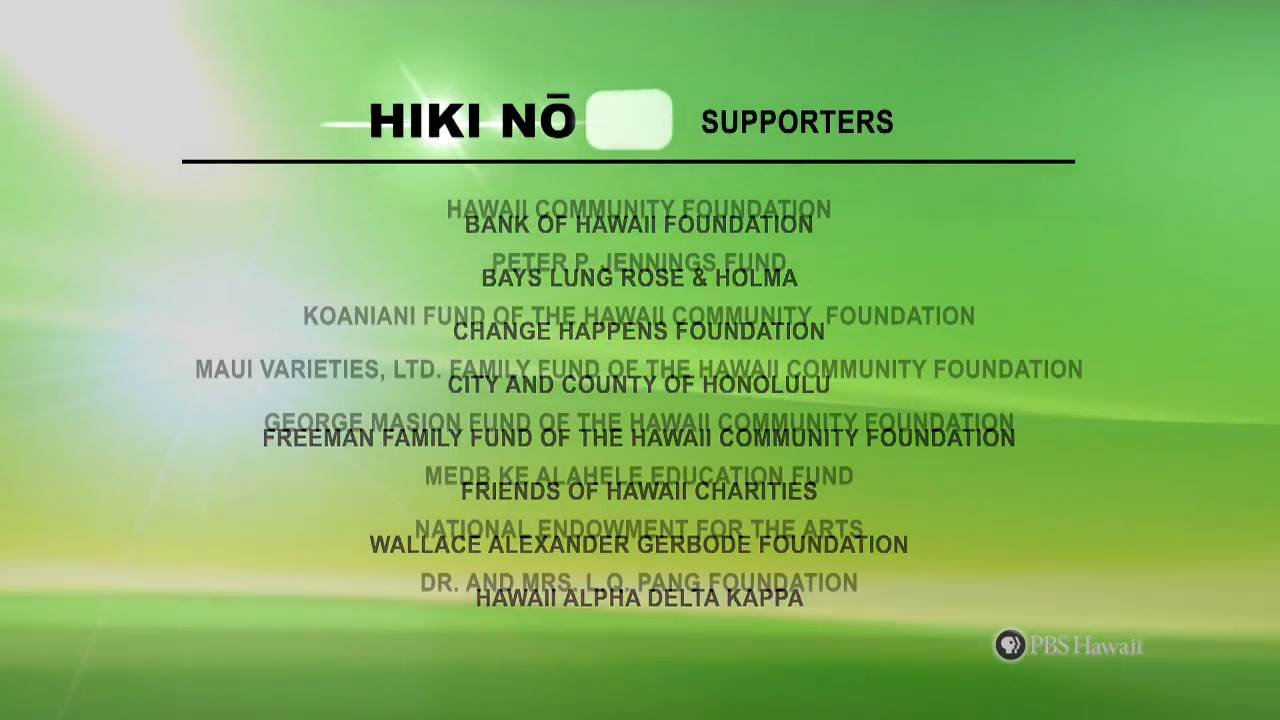 HIKI NŌ SUPPORTERS
HAWAII COMMUNITY FOUNDATION
BANK OF HAWAII FOUNDATION
PETER P. JENNINGS FUND
BAYS LUNG ROSE & HOLMA
KOANIANI FUND OF THE HAWAII COMMUNITY FOUNDATION
CHANGE HAPPENS FOUNDATION
MAUI VARIETIES, LTD. FAMILY FUND OF THE HAWAII COMMUNITY FOUNDATION
CITY AND COUNTY OF HONOLULU
GEORGE MASION FUND OF THE HAWAII COMMUNITY FOUNDATION
FREEMAN FAMILY FUND OF THE HAWAII COMMUNITY FOUNDATION
MEDB KE ALAHELE EDUCATION FUND
FRIENDS OF HAWAII CHARITIES
NATIONAL ENDOWMENT FOR THE ARTS
WALLACE ALEXANDER GERBODE FOUNDATION
DR. AND MRS. L.Q. PANG FOUNDATION
HAWAII ALPHA DELTA KAPPA
PBS Hawaii